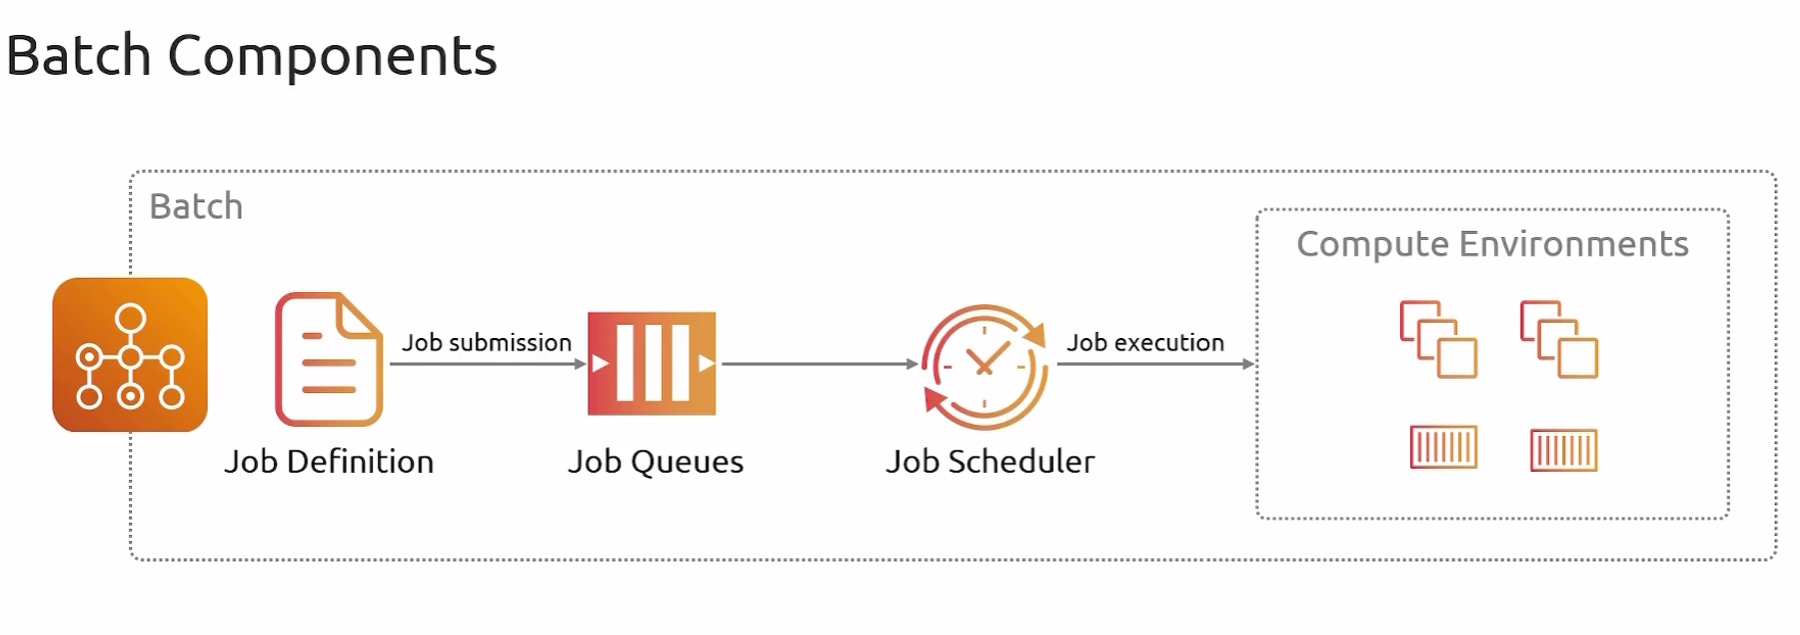 Batch Components
Batch
Compute Environments
Job submission
Job execution
Job Definition
Job Queues
Job Scheduler